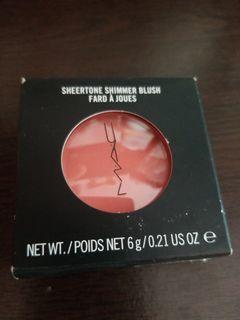 SHEERTONE SHIMMER BLUSH
FARD À JOUES
MAC
NET WT./POIDS NET 6 g/0.21 US OZ ℮